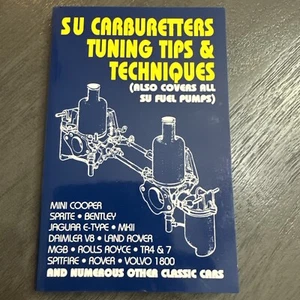 SU CARBURETTERS
TUNING TIPS &
TECHNIQUES
(ALSO COVERS ALL
SU FUEL PUMPS)
MINI COOPER
SPRITE • BENTLEY
JAGUAR E-TYPE • MKII
DAIMLER V8 • LAND ROVER
MGB • ROLLS ROYCE • TR4 & 7
SPITFIRE • ROVER • VOLVO 1800
AND NUMEROUS OTHER CLASSIC CARS